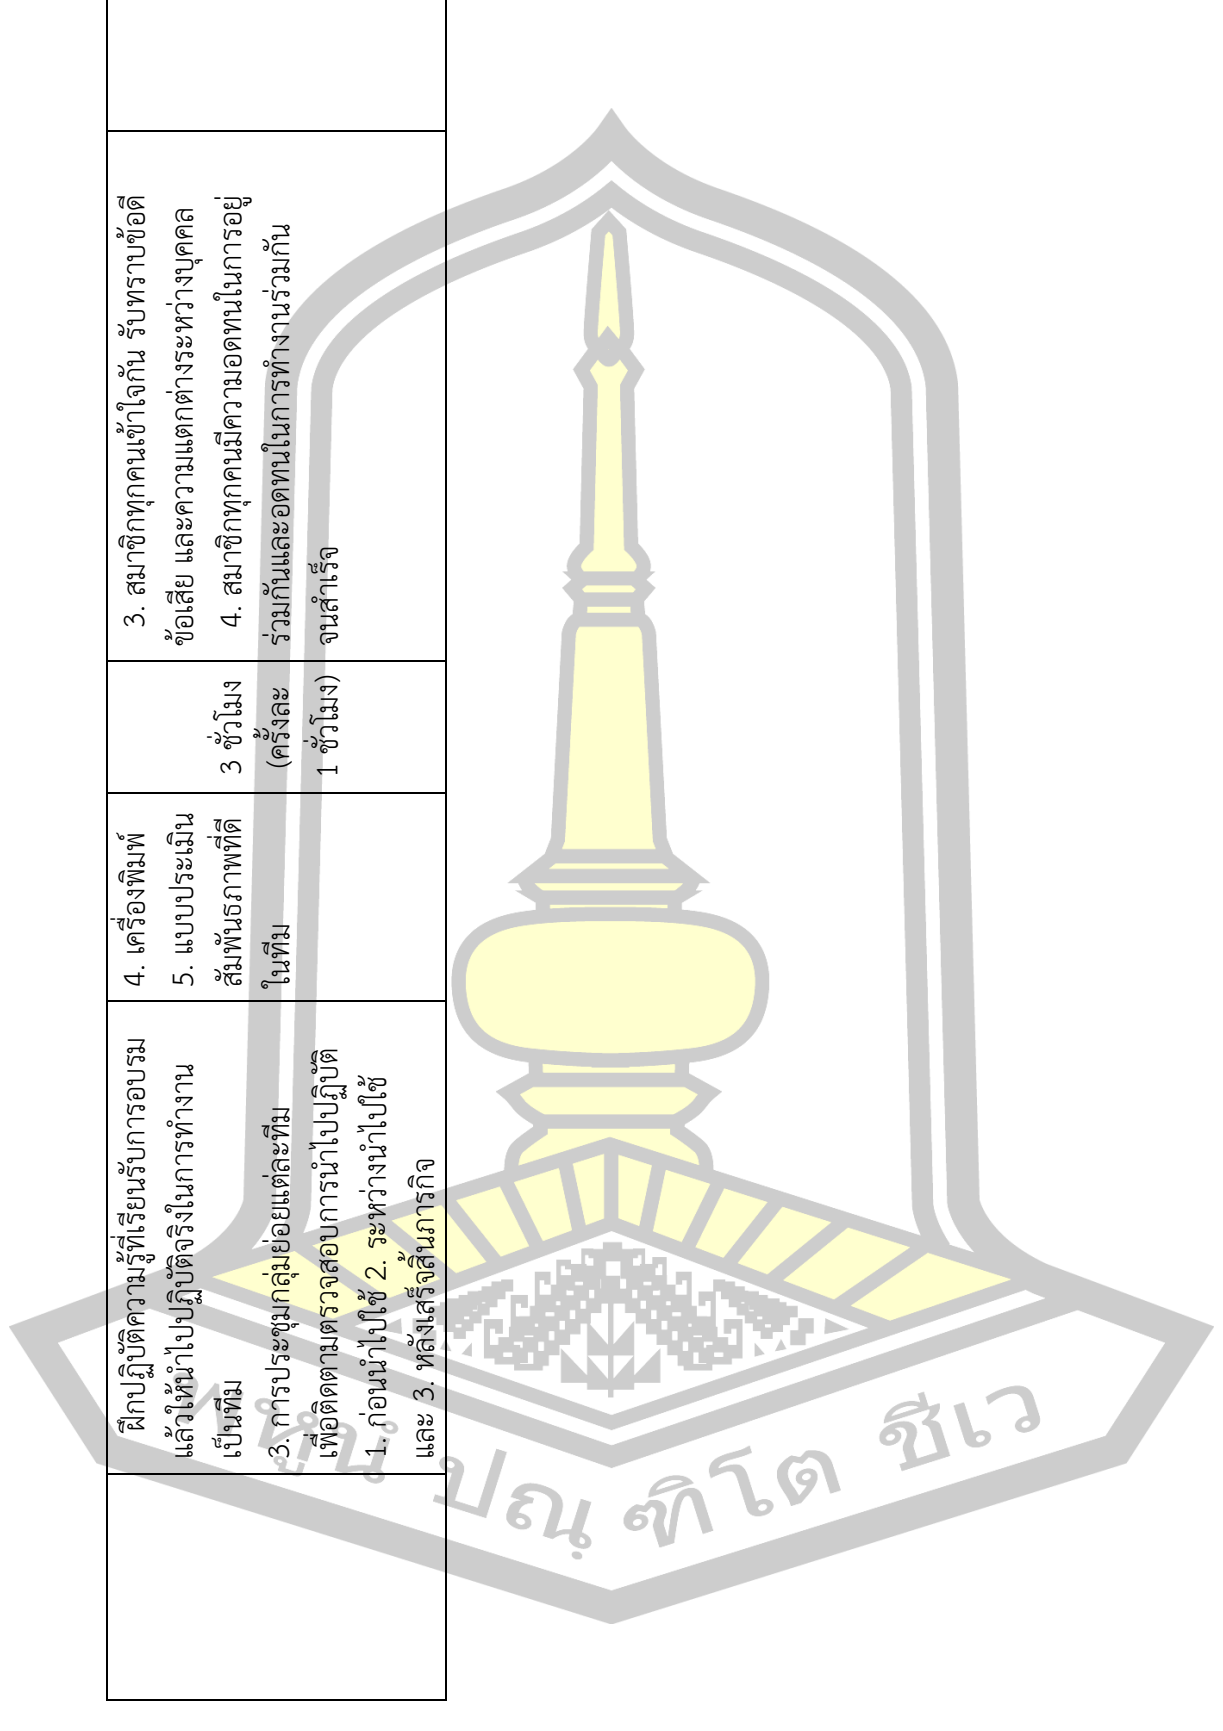 ฝึกปฏิบัติความรู้ที่เรียนรับการอบรม
แล้วให้นำไปปฏิบัติจริงในการทำงาน
เป็นทีม
3. การประชุมกลุ่มย่อยแต่ละทีม
เพื่อติดตามตรวจสอบการนำไปปฏิบัติ
1. ก่อนนำไปใช้ 2. ระหว่างนำไปใช้
และ 3. หลังเสร็จสิ้นภารกิจ
4. เครื่องพิมพ์
5. แบบประเมิน
สัมพันธภาพที่ดี
ในทีม
3 ชั่วโมง
(ครั้งละ
1 ชั่วโมง)
3. สมาชิกทุกคนเข้าใจกัน รับทราบข้อดี
ข้อเสีย และความแตกต่างระหว่างบุคคล
4. สมาชิกทุกคนมีความอดทนในการอยู่
ร่วมกันและอดทนในการทำงานร่วมกัน
จนสำเร็จ
พหูนํ ปณฺฑิโต ชีเว